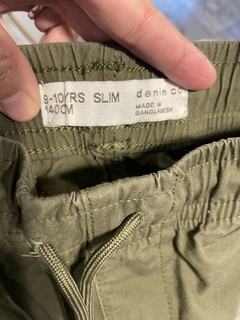 9-10YRS SLIM denim co
140CM MADE IN
BANGLADESH